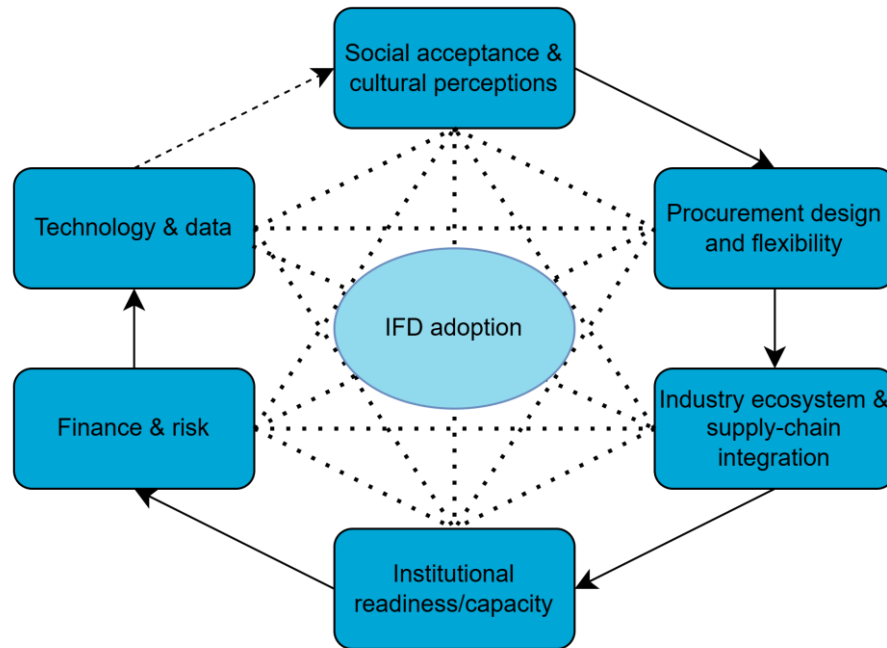 Social acceptance &
cultural perceptions
Technology & data
Procurement design
and flexibility
IFD adoption
Finance & risk
Industry ecosystem &
supply-chain
integration
Institutional
readiness/capacity